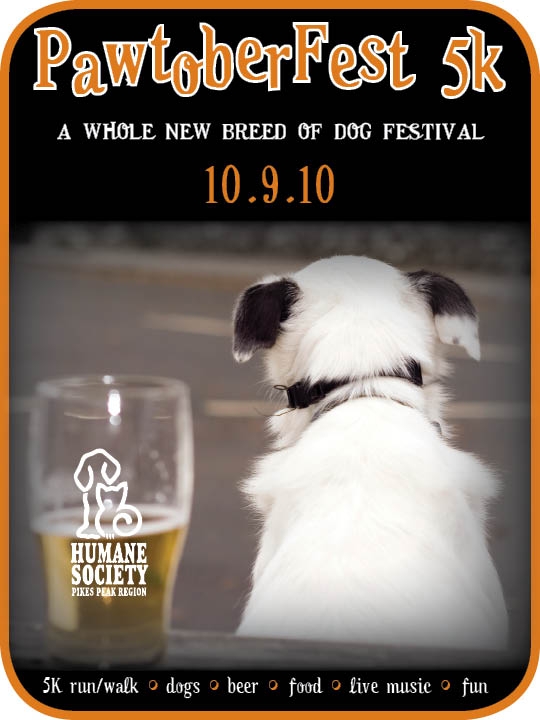 PawtoberFest 5k
A WHOLE NEW BREED OF DOG FESTIVAL
10.9.10
HUMANE
SOCIETY
PIKES PEAK REGION
5K run/walk • dogs • beer • food • live music • fun